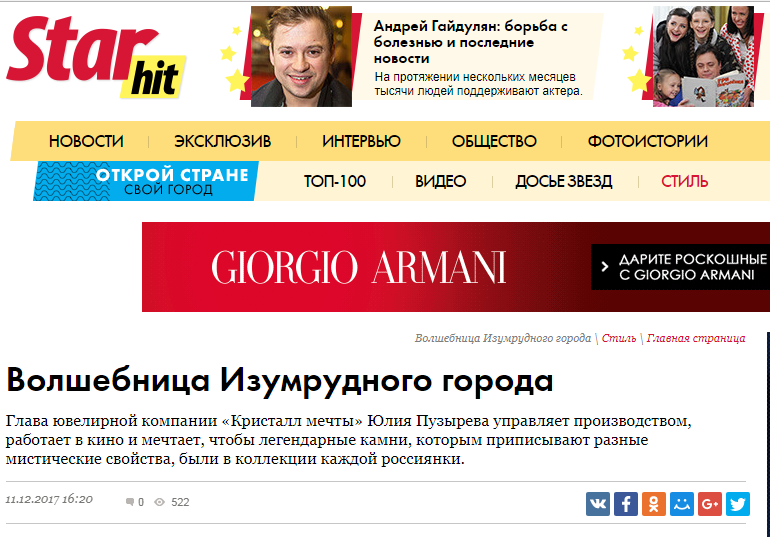 Star
hit
Андрей Гайдулян: борьба с
болезнью и последние
новости
На протяжении нескольких месяцев
тысячи людей поддерживают актера.
НОВОСТИ ЭКСКЛЮЗИВ ИНТЕРВЬЮ ОБЩЕСТВО ФОТОИСТОРИИ
ОТКРОЙ СТРАНЕ
СВОЙ ГОРОД
ТОП-100 ВИДЕО ДОСЬЕ ЗВЕЗД СТИЛЬ
GIORGIO ARMANI
ДАРИТЕ РОСКОШНЫЕ
С GIORGIO ARMANI
Волшебница Изумрудного города \ Стиль \ Главная страница
Волшебница Изумрудного города
Глава ювелирной компании «Кристалл мечты» Юлия Пузырева управляет производством,
работает в кино и мечтает, чтобы легендарные камни, которым приписывают разные
мистические свойства, были в коллекции каждой россиянки.
11.12.2017 16:20 0 522